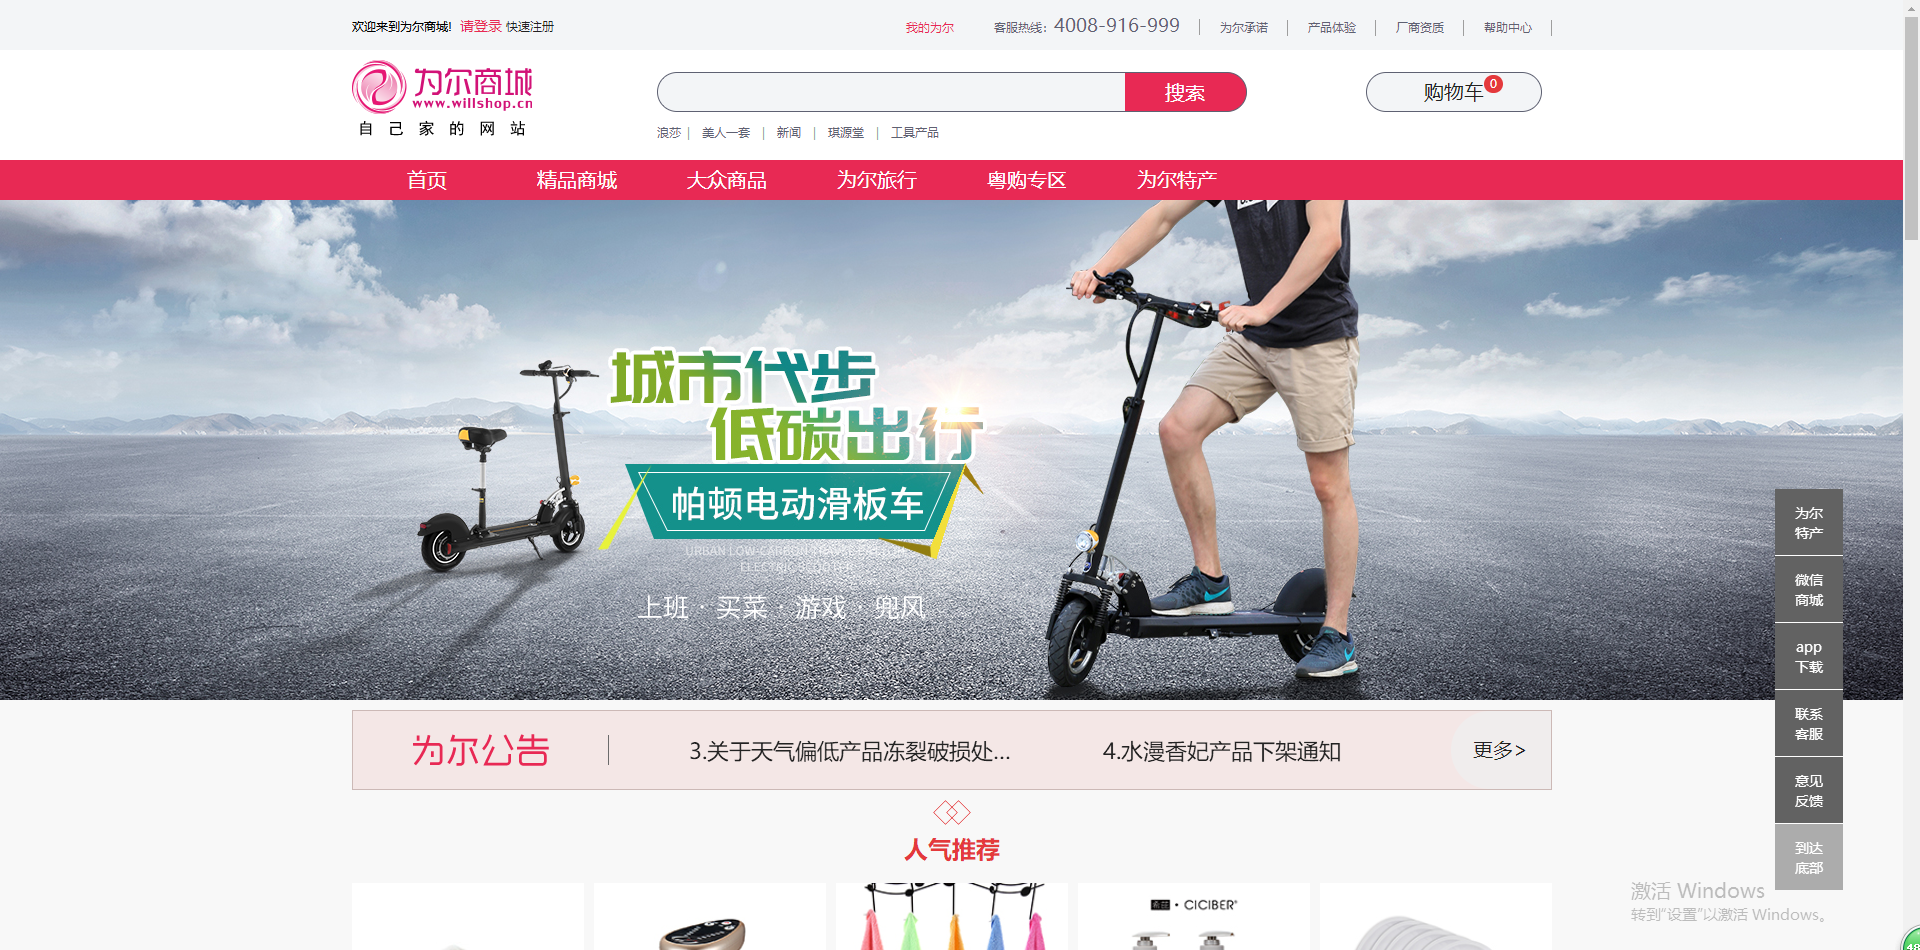 欢迎来到为尔商城! 请登录 快速注册
我的为尔 客服热线: 4008-916-999 为尔承诺 产品体验 厂商资质 帮助中心
为尔商城
www.willshop.cn
自己家的网站
搜索
购物车 0
浪莎 | 美人一套 | 新闻 | 琪源堂 | 工具产品
首页 精品商城 大众商品 为尔旅行 粤购专区 为尔特产
城市代步
低碳出行
帕顿电动滑板车
URBAN LOW-CARBON TRAVEL
ELECTRIC SCOOTER
上班 · 买菜 · 游戏 · 兜风
为尔
特产
微信
商城
app
下载
联系
客服
意见
反馈
到达
底部
为尔公告 3.关于天气偏低产品冻裂破损处... 4.水漫香妃产品下架通知 更多>
人气推荐
CICIBER
激活 Windows
转到"设置"以激活 Windows。
48